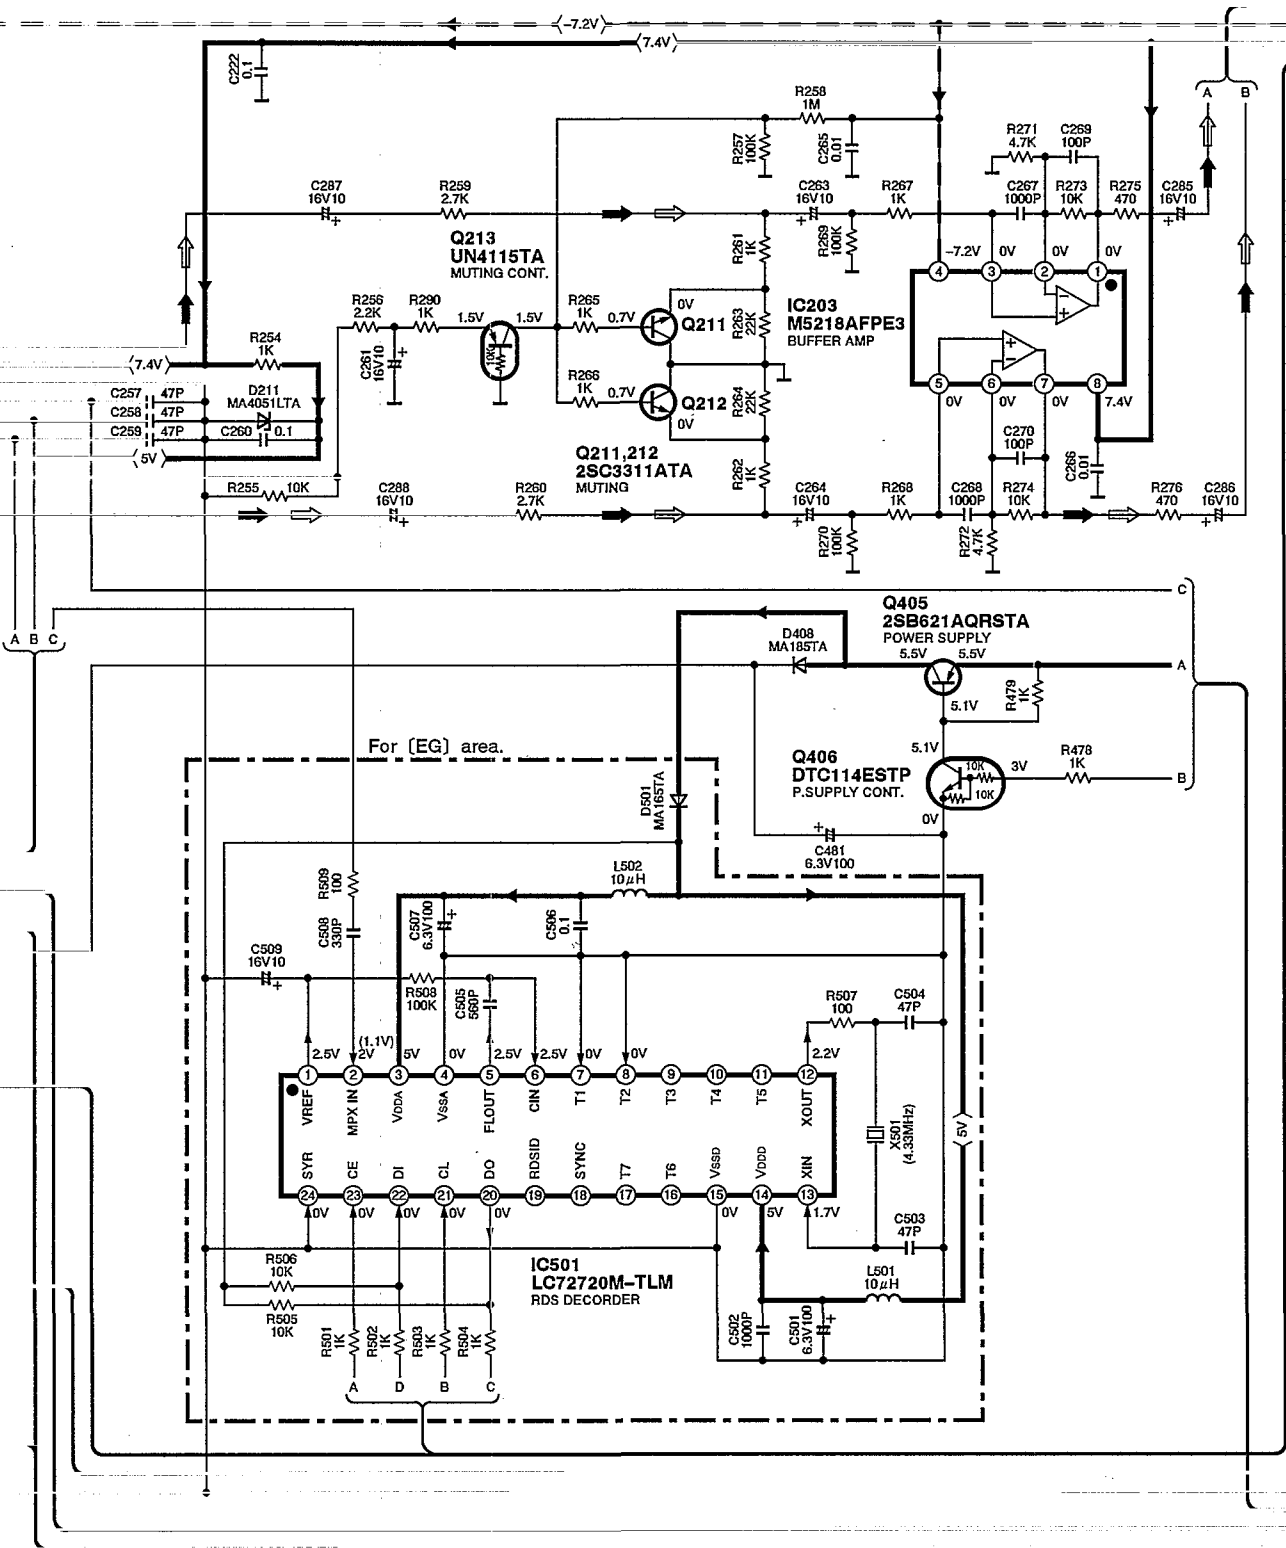 -7.2V
7.4V
C222
0.1
R258
1M
R257
100K
C265
0.01
R271
4.7K
C269
100P
A B
C287
16V10
+
R259
2.7K
C263
16V10
+
R267
1K
C267
1000P
R273
10K
R275
470
C285
16V10
+
Q213
UN4115TA
MUTING CONT.
R261
1K
R269
100K
-7.2V 0V 0V 0V
4 3 2 1
R256
2.2K
R290
1K
1.5V 1.5V
R265
1K
0.7V
0V
Q211
R263
22K
IC203
M5218AFPE3
BUFFER AMP
- +
+ -
C261
16V10
+
10K
R254
1K
7.4V
R266
1K
0.7V
Q212
0V
R264
22K
5 6 7 8
0V 0V 0V 7.4V
C257 47P
C258 47P
C259 47P
D211
MA4051LTA
C260 0.1
5V
Q211,212
2SC3311ATA
MUTING
R262
1K
C270
100P
C266
0.01
R255 10K
C288
16V10
+
R260
2.7K
C264
16V10
+
R268
1K
C268
1000P
R274
10K
R276
470
C286
16V10
+
R270
100K
R272
4.7K
C
A B C
Q405
2SB621AQRSTA
POWER SUPPLY
D408
MA185TA
5.5V 5.5V
A
R479
1K
5.1V
For [EG] area.
5.1V
Q406
DTC114ESTP
P.SUPPLY CONT.
10K
10K
3V
R478
1K
B
0V
D501
MA165TA
+
C481
6.3V100
L502
10μH
R509
100
C508
330P
C507
6.3V100
+
C506
0.1
C509
16V10
+
R508
100K
C505
560P
R507
100
C504
47P
2.5V (1.1V) 2V 5V 0V 2.5V 2.5V 0V 0V 2.2V
1 2 3 4 5 6 7 8 9 10 11 12
VREF MPX IN VDDA VSSA FLOUT CIN T1 T2 T3 T4 T5 XOUT
X501
(4.33MHz)
5V
SYR CE DI CL DO RDSID SYNC T7 T6 VSSD VDDD XIN
24 23 22 21 20 19 18 17 16 15 14 13
0V 0V 0V 0V 0V 0V 5V 1.7V
C503
47P
R506
10K
IC501
LC72720M-TLM
RDS DECORDER
L501
10μH
R505
10K
R501
1K
R502
1K
R503
1K
R504
1K
C502
1000P
C501
6.3V100
+
A D B C